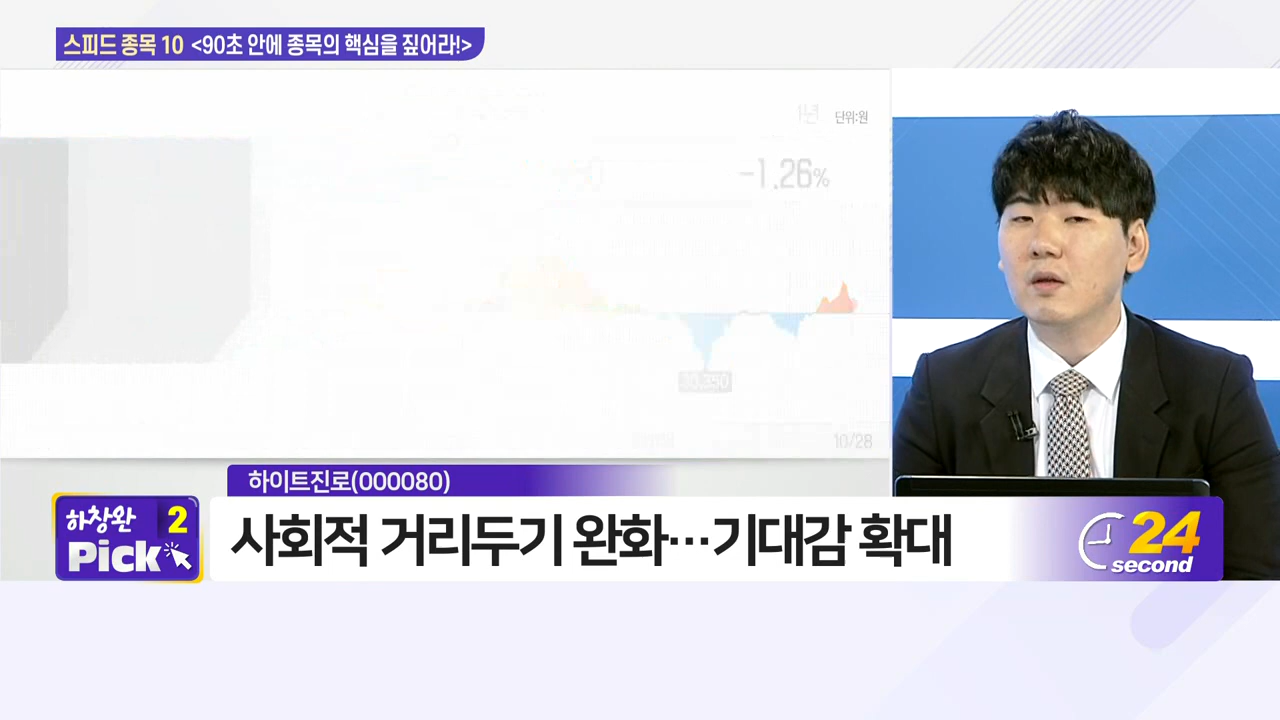 스피드 종목 10 <90초 안에 종목의 핵심을 짚어라!>
1년 단위:원
-1.26%
10/28
하이트진로(000080)
하창완 2
Pick
사회적 거리두기 완화…기대감 확대
24
second